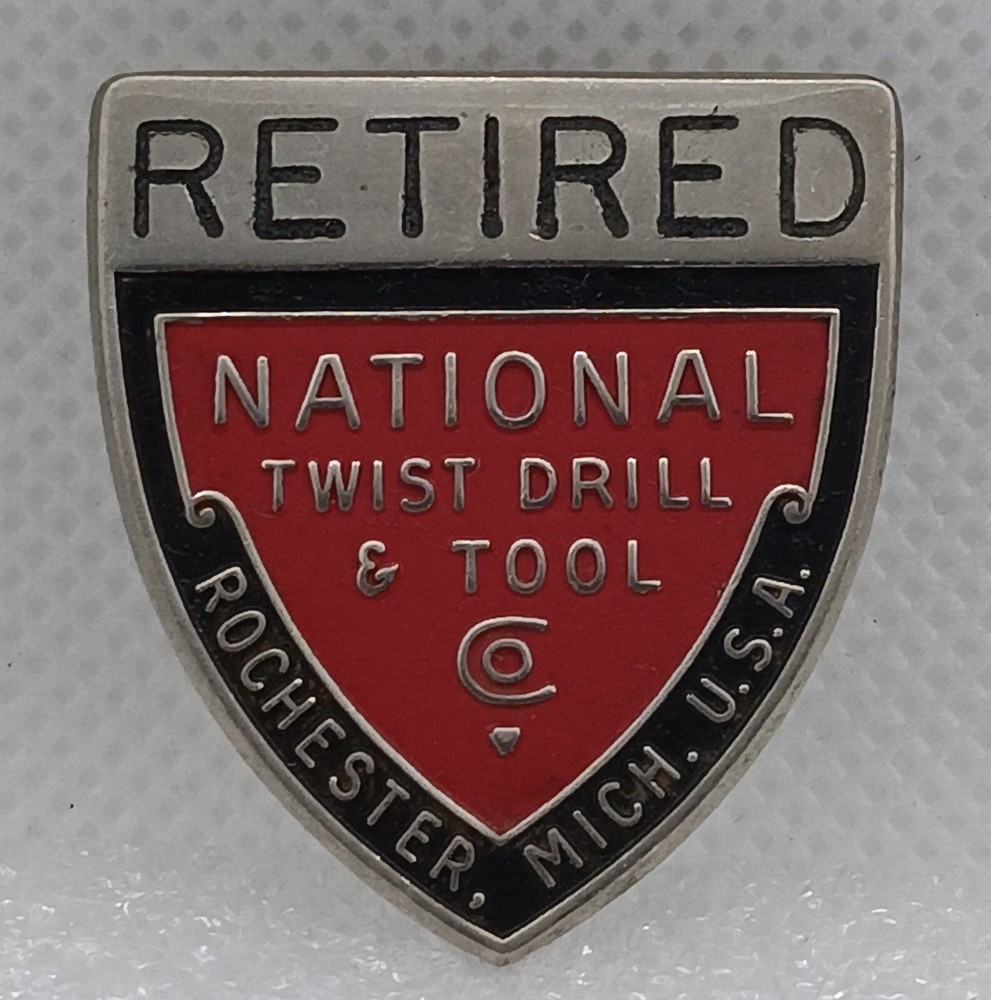 RETIRED
NATIONAL
TWIST DRILL
& TOOL
CO
ROCHESTER, MICH. U.S.A.